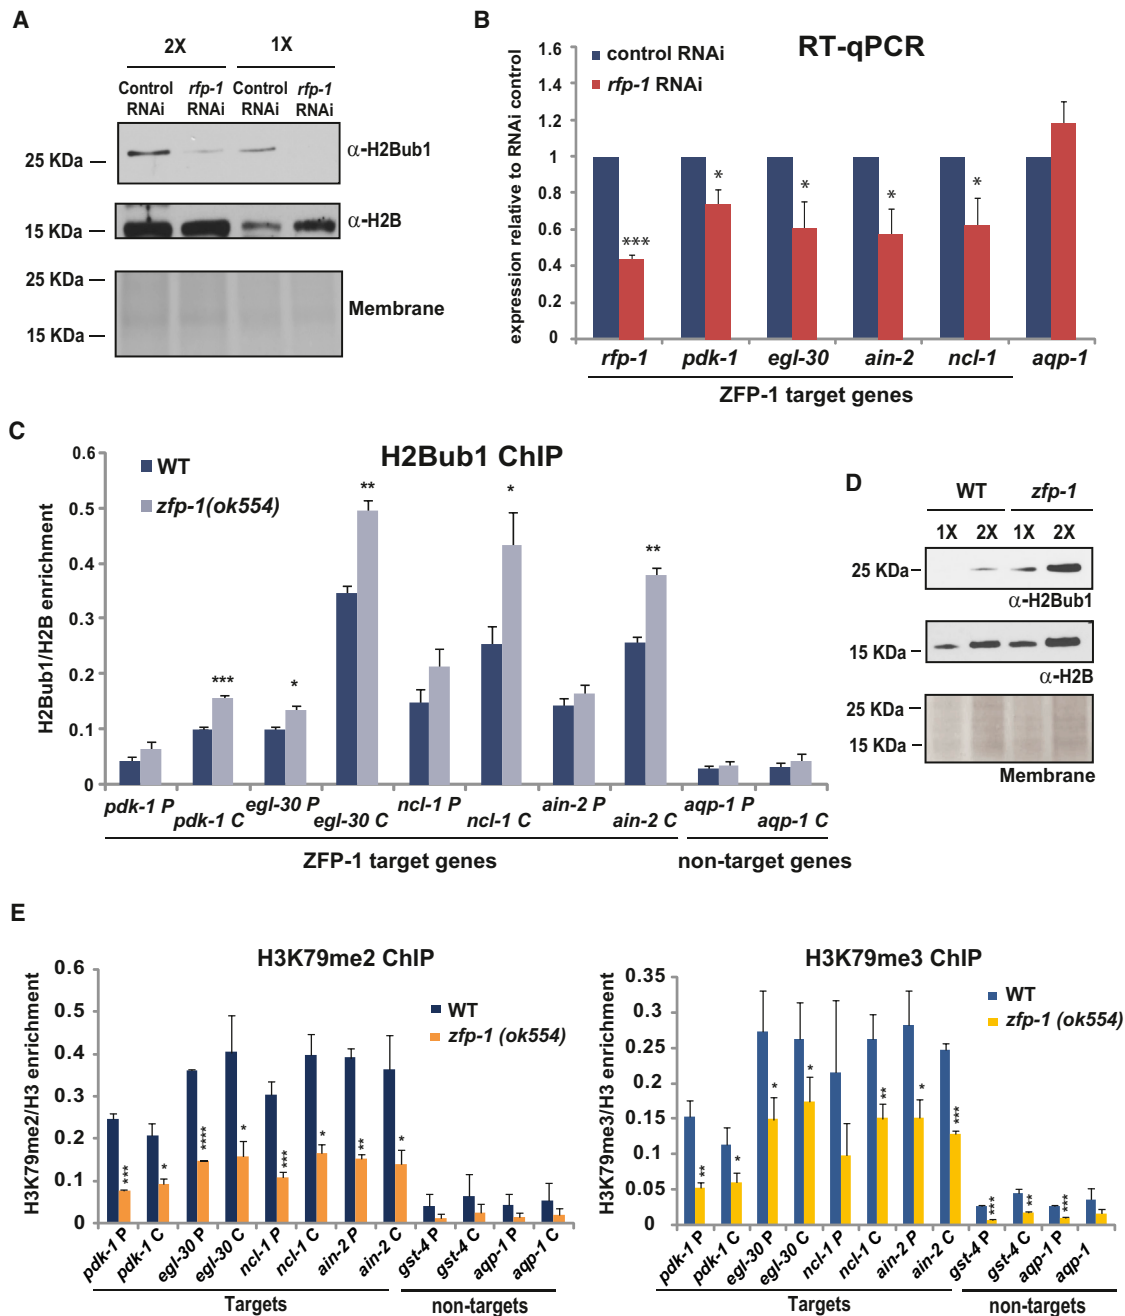 A
2X 1X
Control RNAi rfp-1 RNAi Control RNAi rfp-1 RNAi
25 KDa
α-H2Bub1
15 KDa
α-H2B
25 KDa
Membrane
15 KDa
B
RT-qPCR
control RNAi
rfp-1 RNAi
expression relative to RNAi control
1.6
1.4
1.2
1
0.8
0.6
0.4
0.2
0
*** * * * *
rfp-1 pdk-1 egl-30 ain-2 ncl-1 aqp-1
ZFP-1 target genes
C
H2Bub1 ChIP
WT
zfp-1(ok554)
H2Bub1/H2B enrichment
0.6
0.5
0.4
0.3
0.2
0.1
0
*** * ** * **
pdk-1 P pdk-1 C egl-30 P egl-30 C ncl-1 P ncl-1 C ain-2 P ain-2 C aqp-1 P aqp-1 C
ZFP-1 target genes non-target genes
D
WT zfp-1
1X 2X 1X 2X
25 KDa
α-H2Bub1
15 KDa
α-H2B
25 KDa
15 KDa
Membrane
E
H3K79me2 ChIP
WT
zfp-1 (ok554)
H3K79me2/H3 enrichment
0.6
0.5
0.4
0.3
0.2
0.1
0
*** * **** * *** * ** *
pdk-1 P pdk-1 C egl-30 P egl-30 C ncl-1 P ncl-1 C ain-2 P ain-2 C gst-4 P gst-4 C aqp-1 P aqp-1 C
Targets non-targets
H3K79me3 ChIP
WT
zfp-1 (ok554)
H3K79me3/H3 enrichment
0.35
0.3
0.25
0.2
0.15
0.1
0.05
0
** * * * ** * *** *** ** ***
pdk-1 P pdk-1 C egl-30 P egl-30 C ncl-1 P ncl-1 C ain-2 P ain-2 C gst-4 P gst-4 C aqp-1 P aqp-1
Targets non-targets